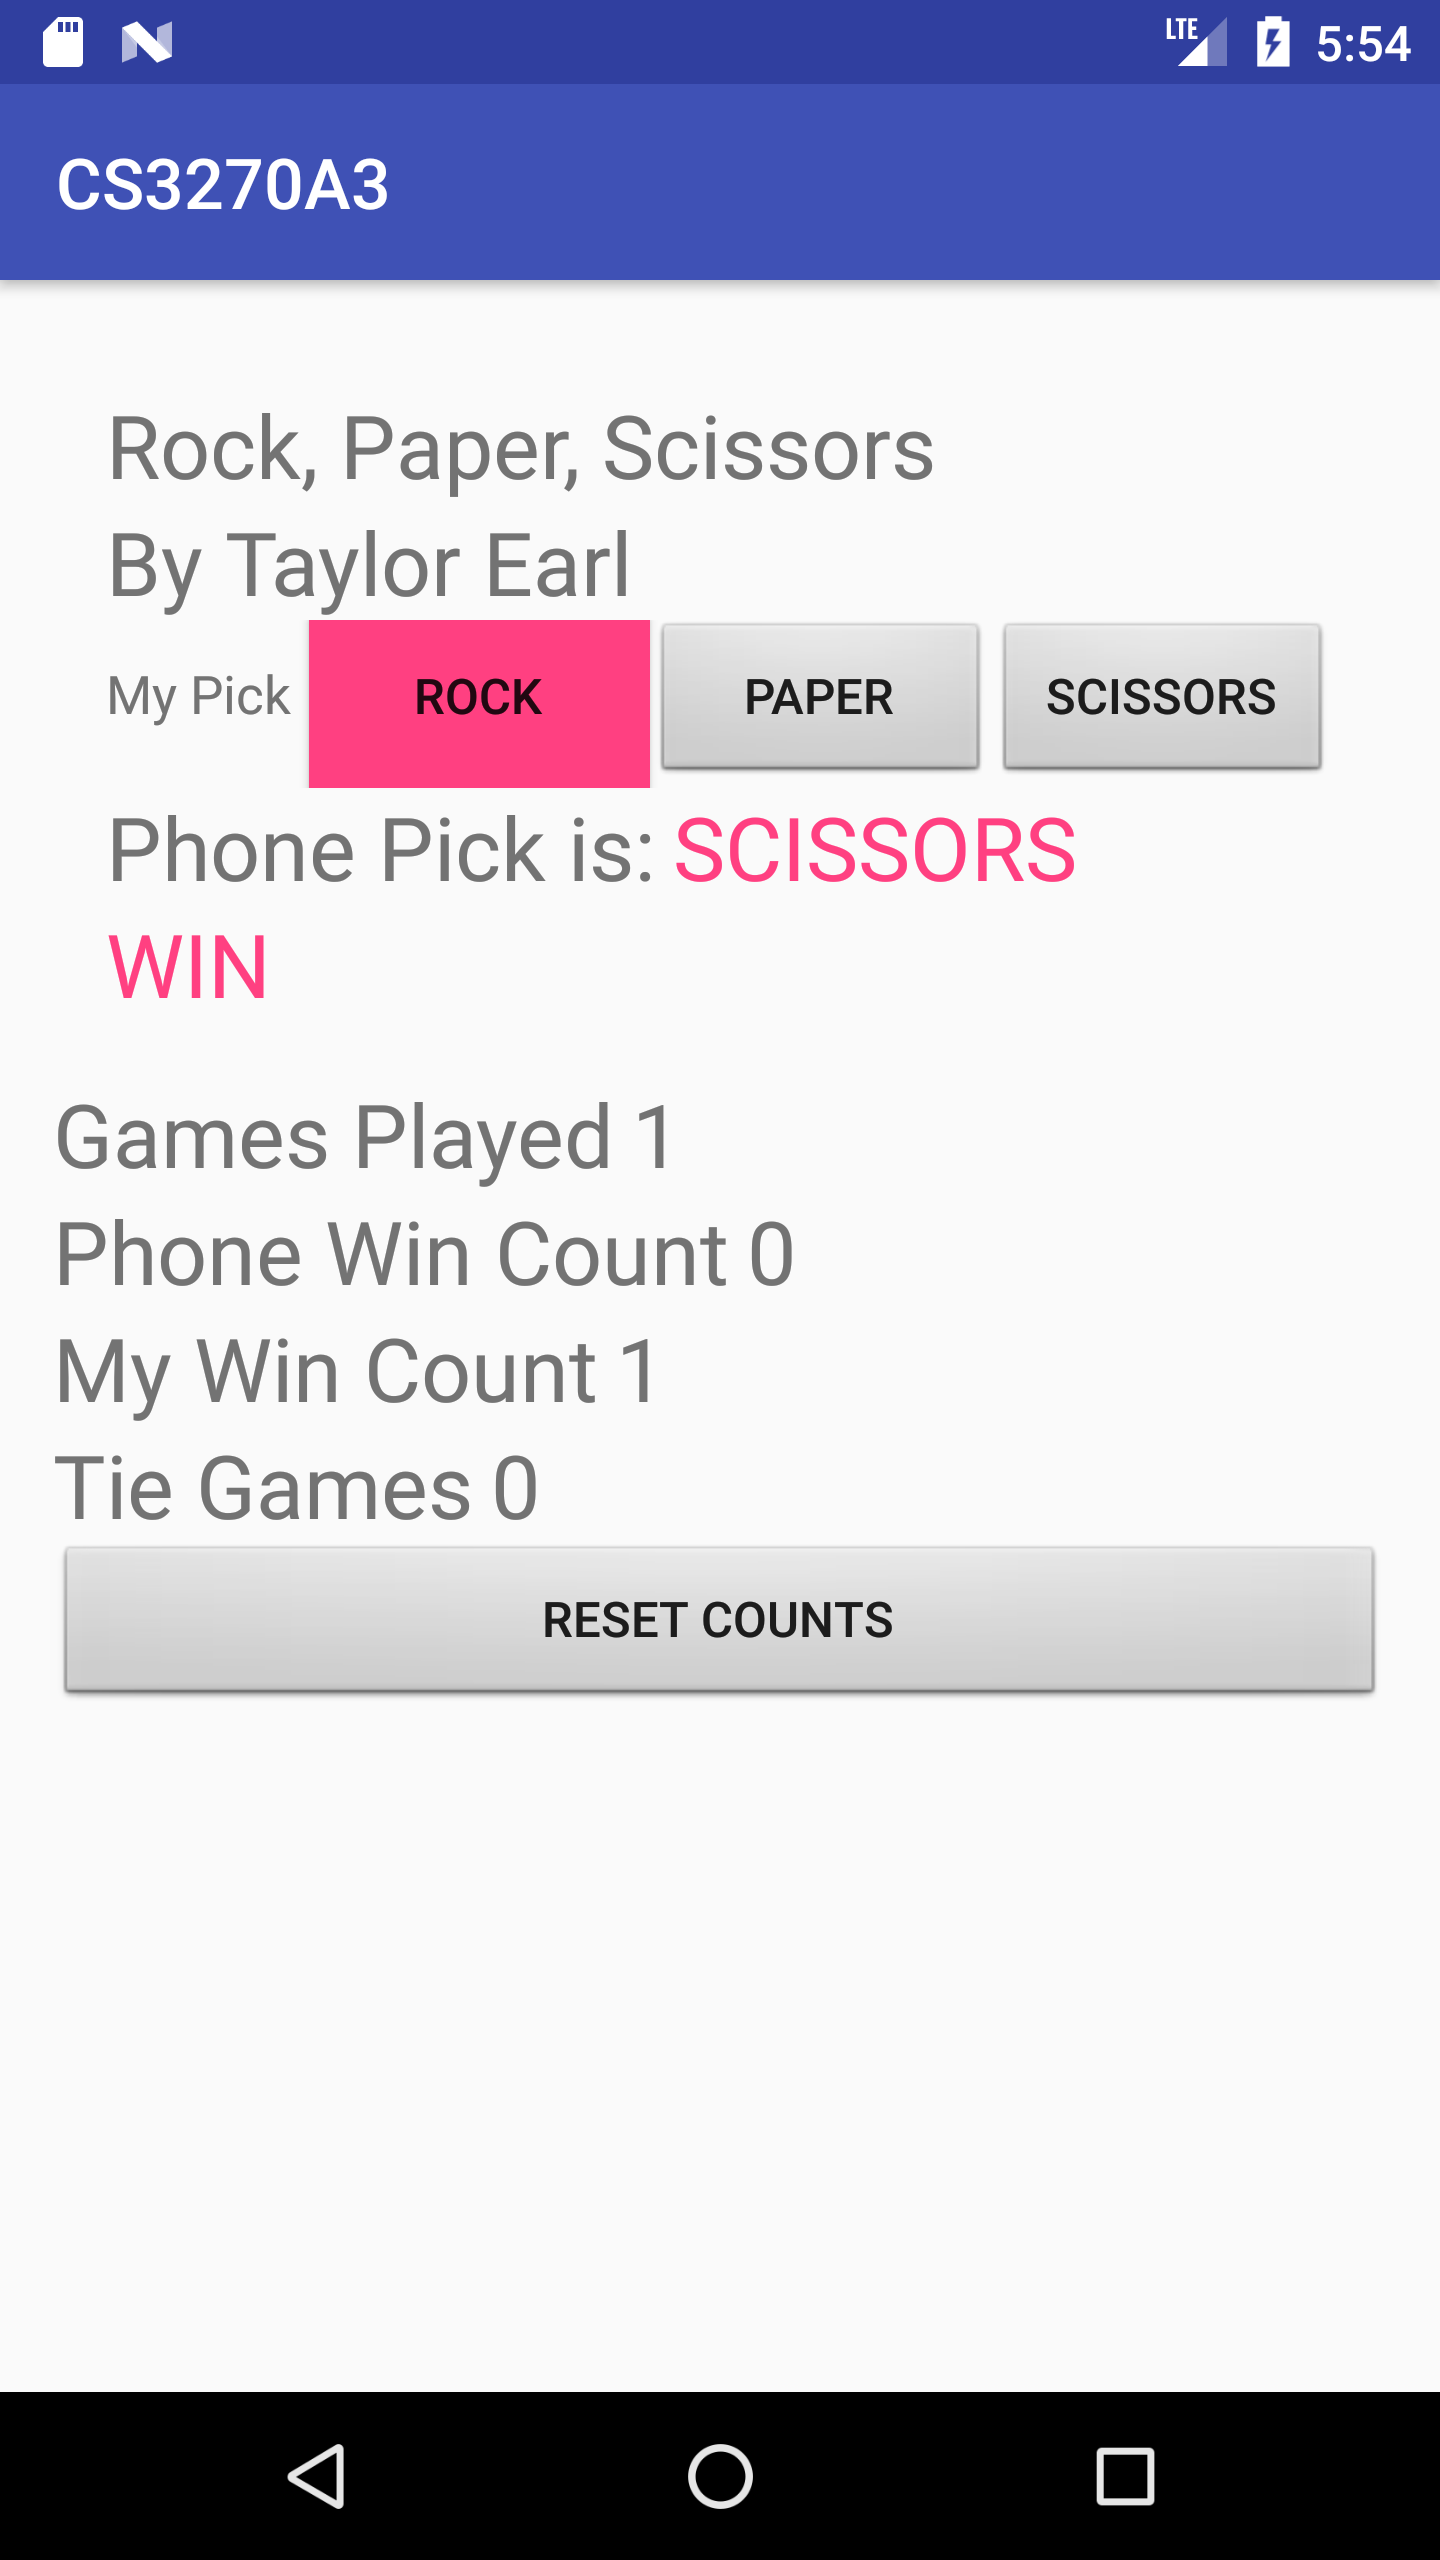 LTE 5:54
CS3270A3
Rock, Paper, Scissors
By Taylor Earl
My Pick ROCK PAPER SCISSORS
Phone Pick is: SCISSORS
WIN
Games Played 1
Phone Win Count 0
My Win Count 1
Tie Games 0
RESET COUNTS